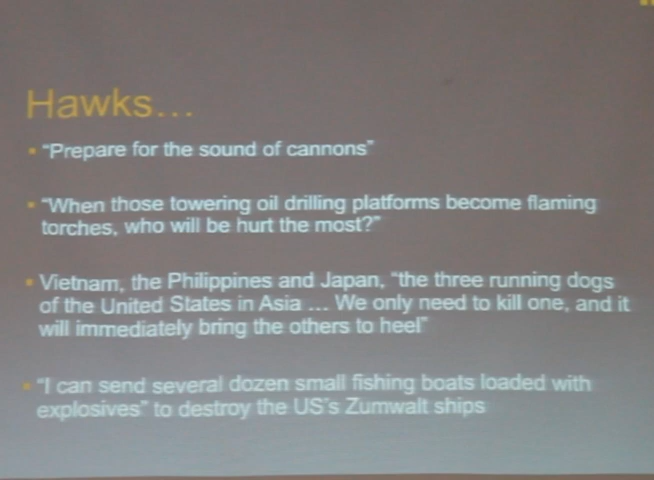 Hawks...
▪ "Prepare for the sound of cannons"
▪ "When those towering oil drilling platforms become flaming
torches, who will be hurt the most?"
▪ Vietnam, the Philippines and Japan, "the three running dogs
of the United States in Asia ... We only need to kill one, and it
will immediately bring the others to heel"
▪ "I can send several dozen small fishing boats loaded with
explosives" to destroy the US's Zumwalt ships